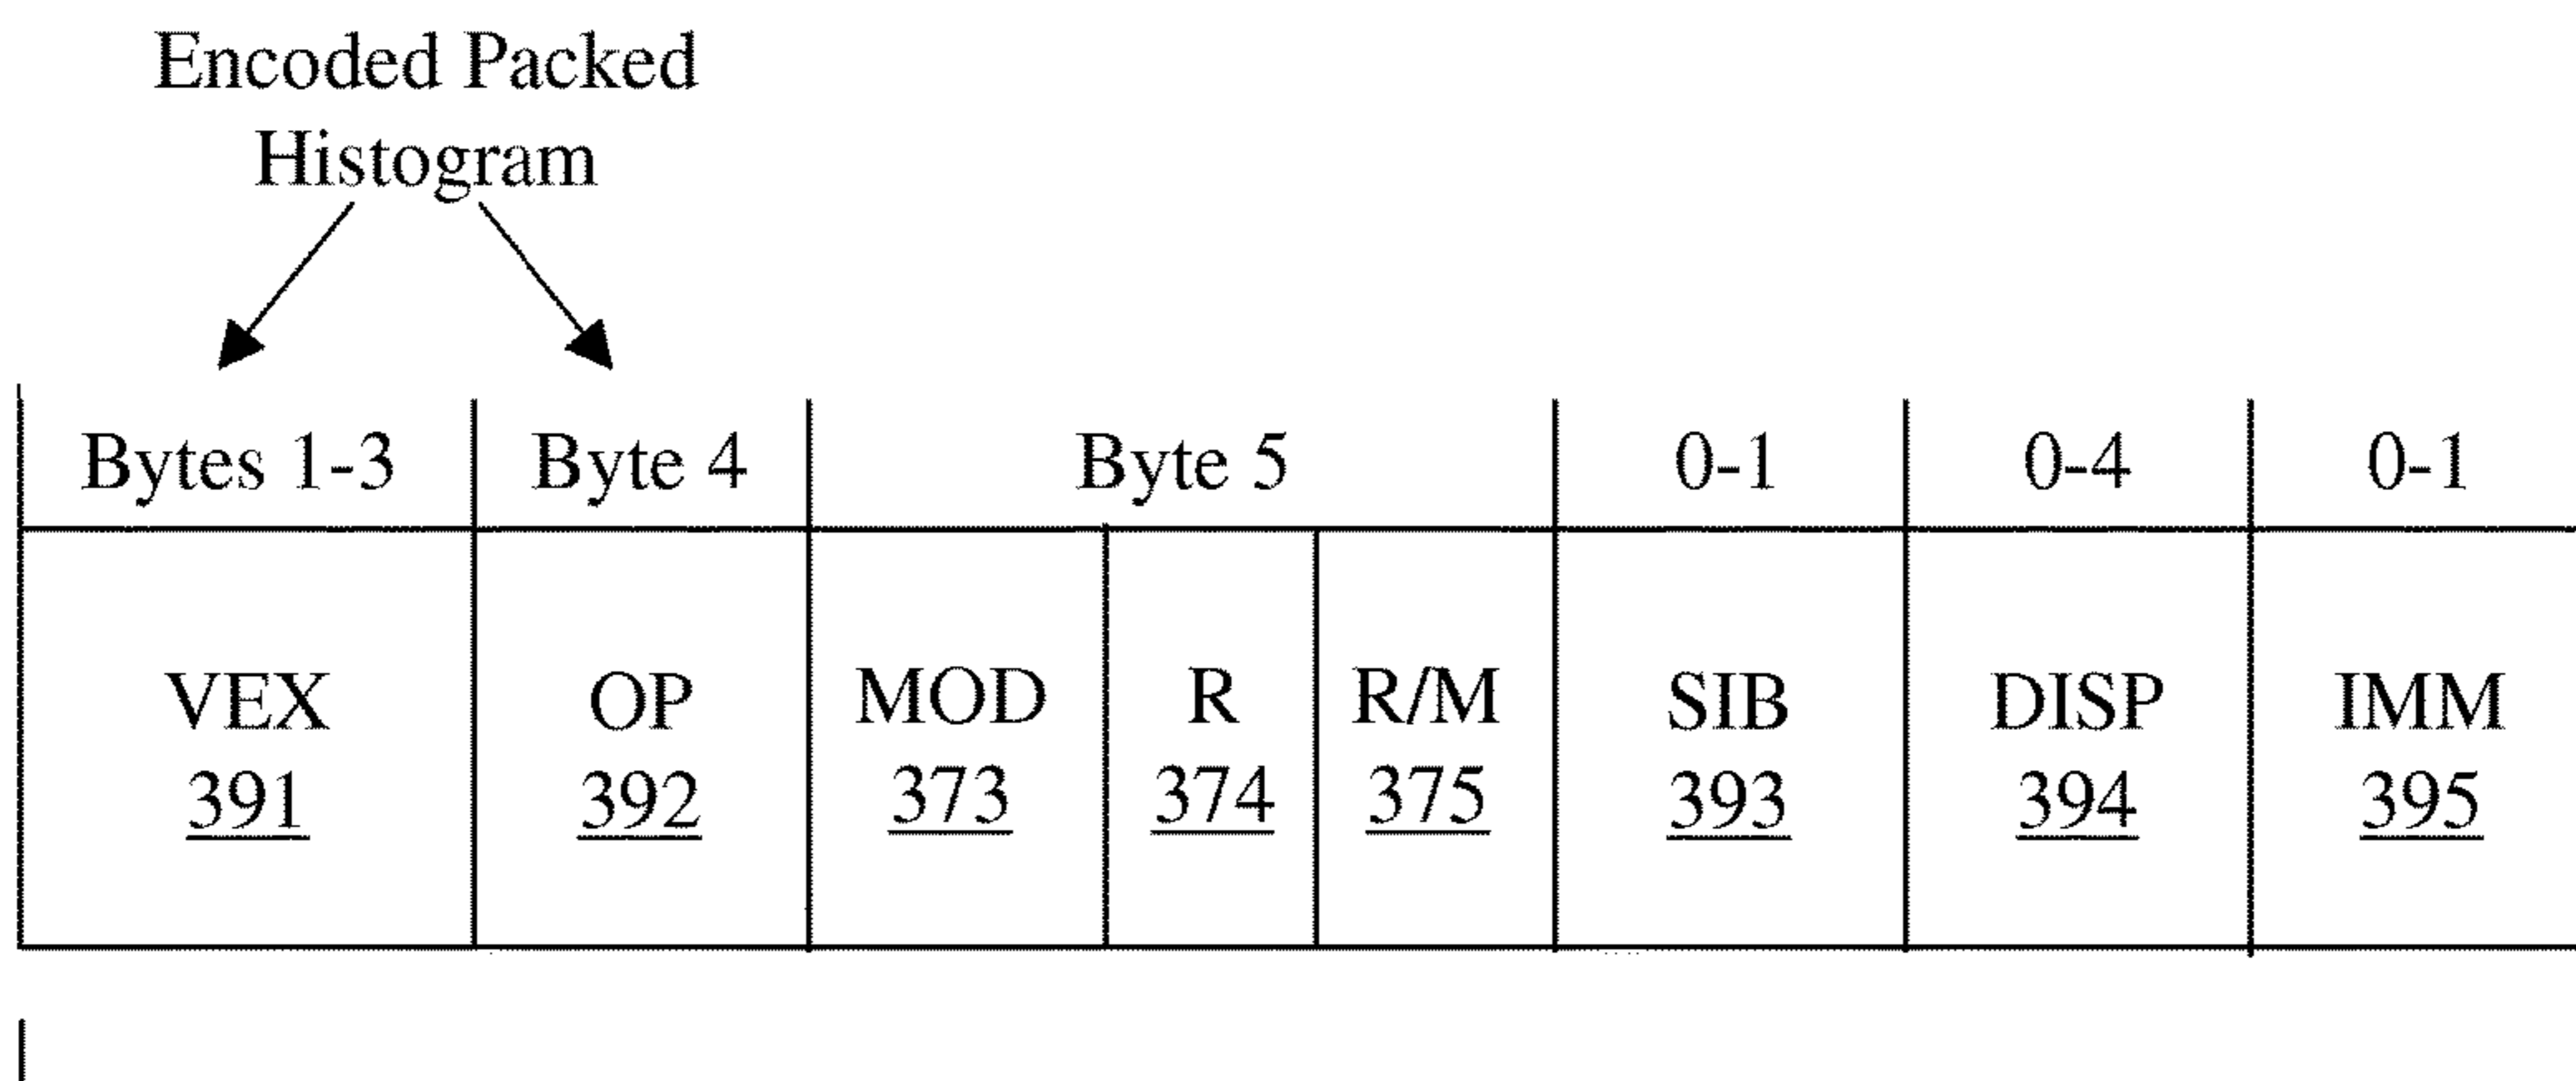 Encoded Packed
Histogram
Bytes 1-3 Byte 4 Byte 5 0-1 0-4 0-1
VEX OP MOD R R/M SIB DISP IMM
391 392 373 374 375 393 394 395